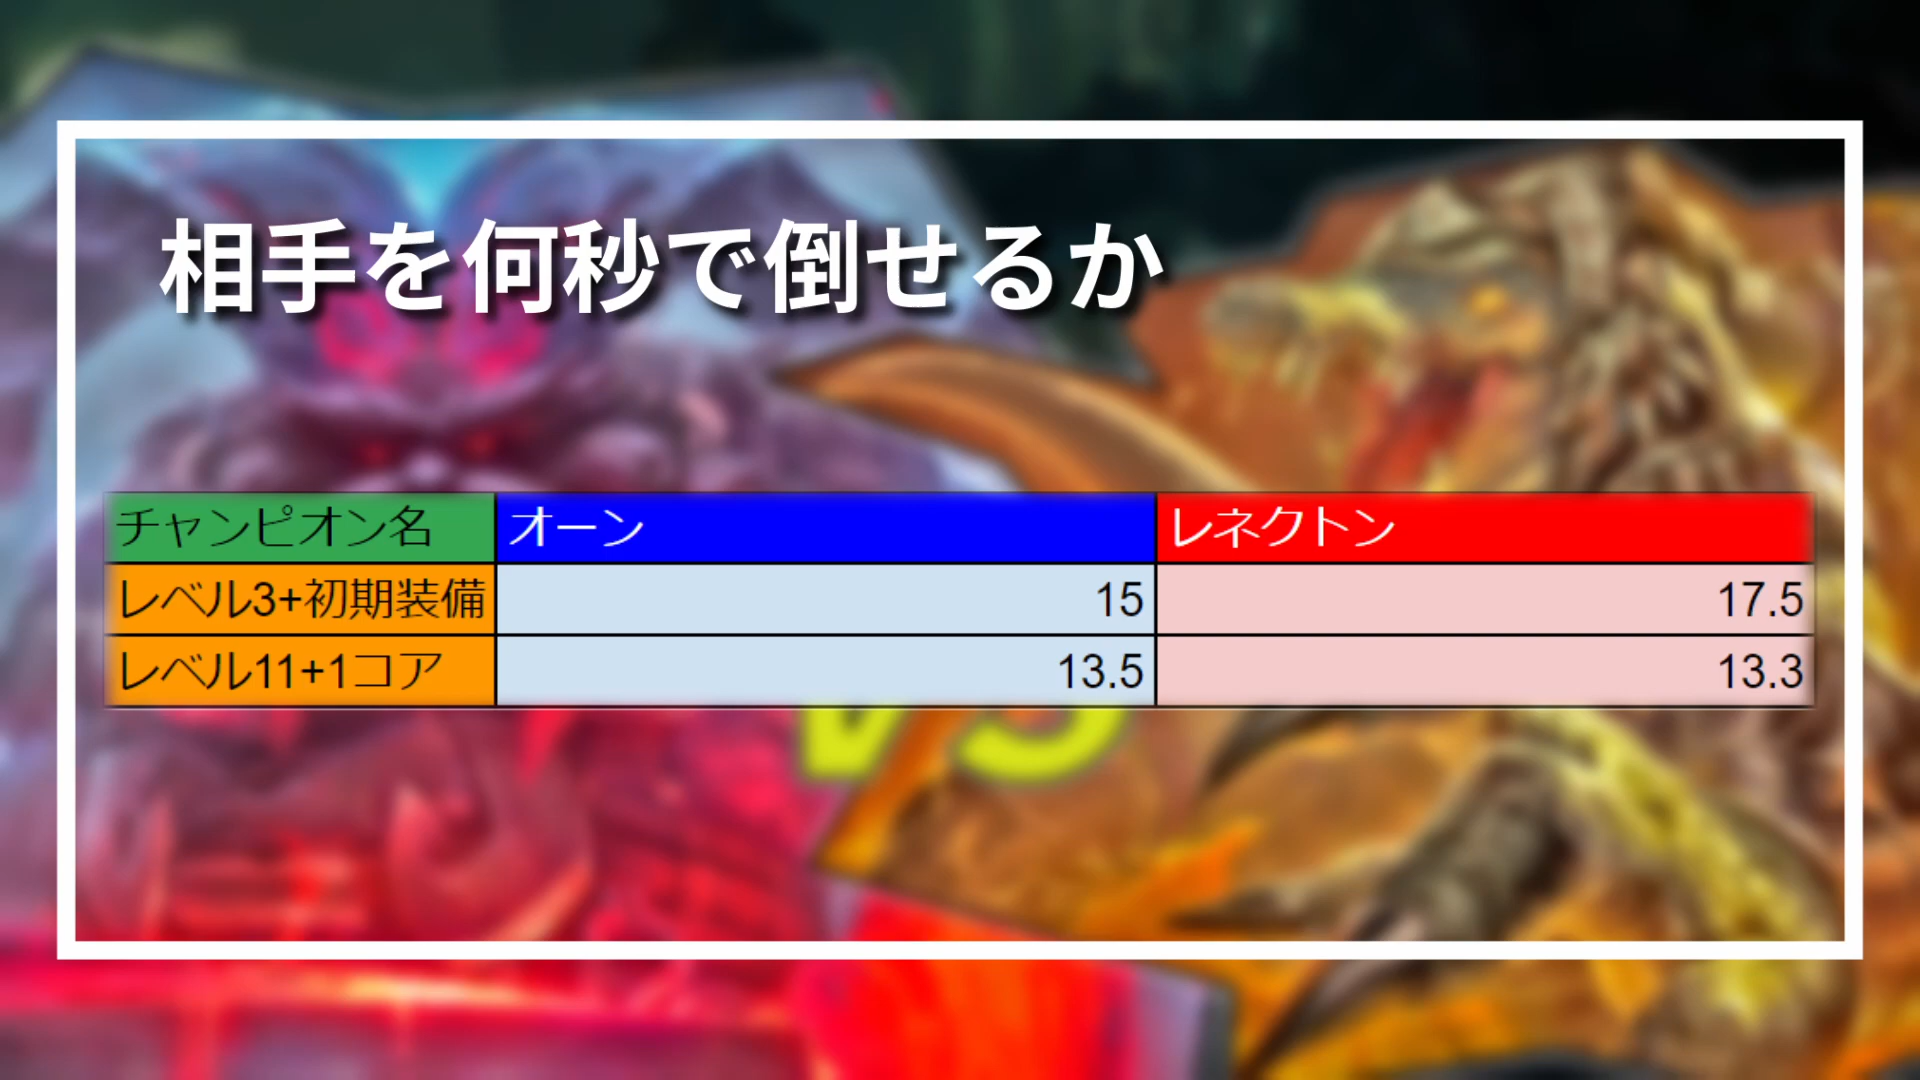 相手を何秒で倒せるか
チャンピオン名 オーン レネクトン
レベル3+初期装備 15 17.5
レベル11+1コア 13.5 13.3
VS